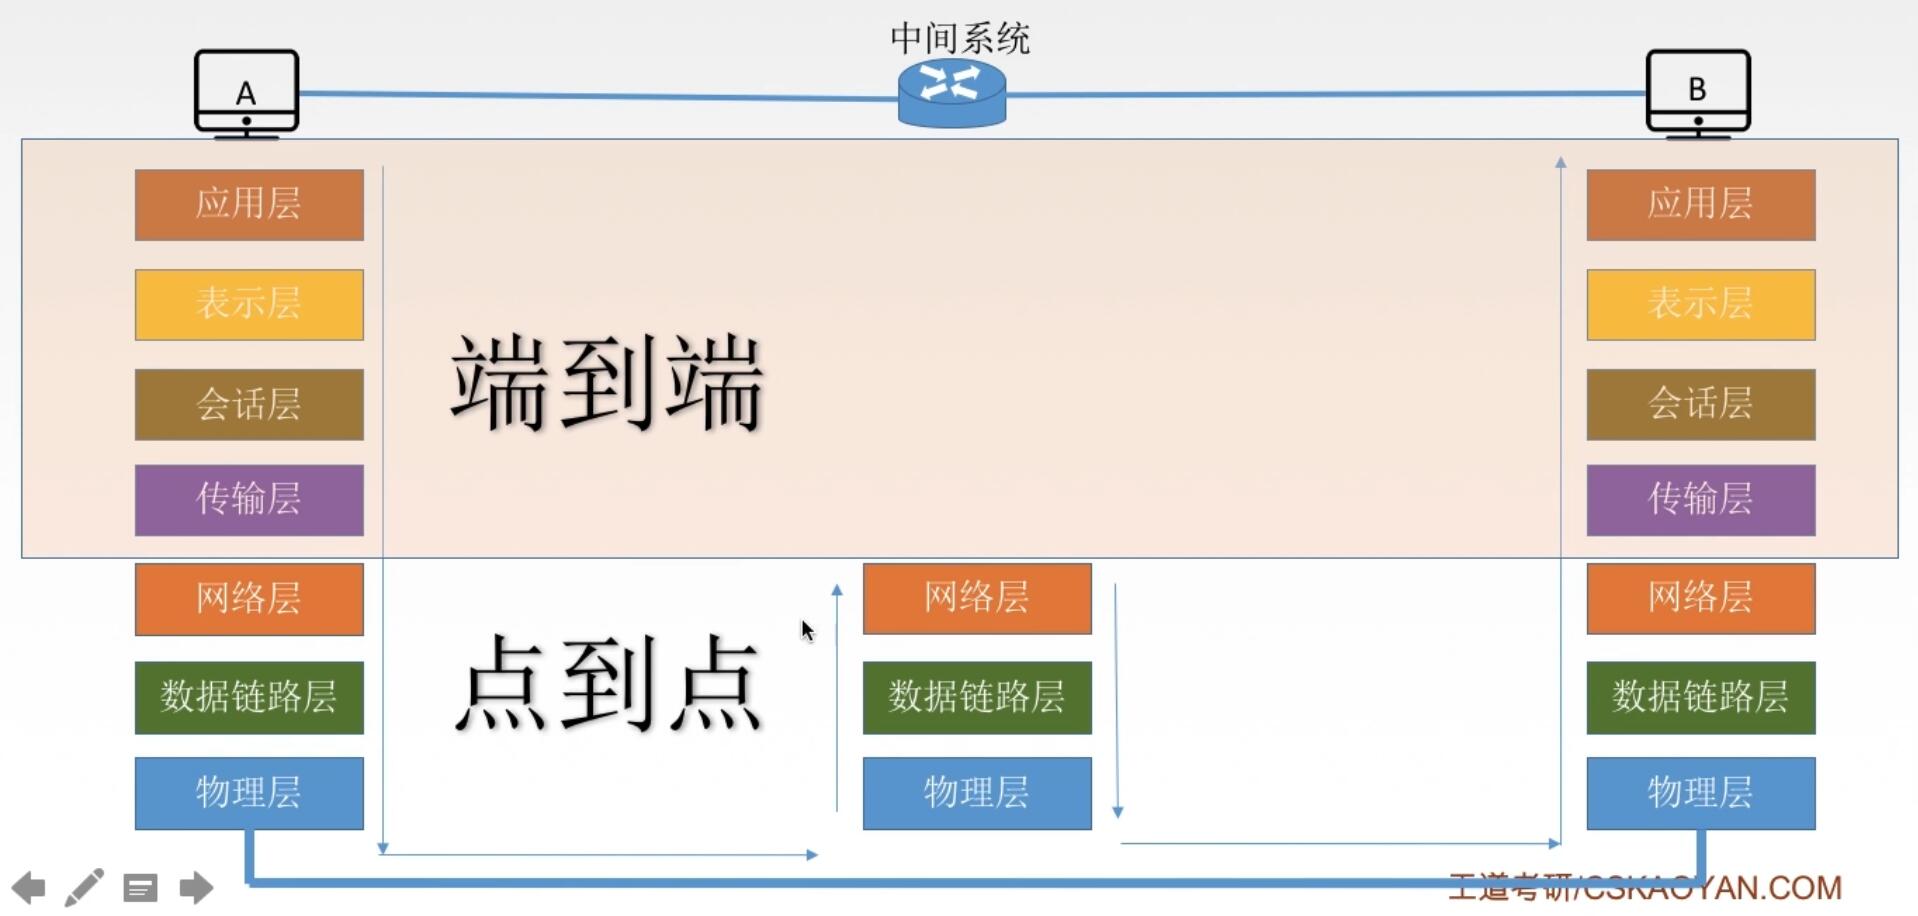 中间系统
A
B
应用层
应用层
表示层
表示层
会话层
会话层
端到端
传输层
传输层
网络层
网络层
网络层
点到点
数据链路层
数据链路层
数据链路层
物理层
物理层
物理层
王道考研/CSKAOYAN.COM